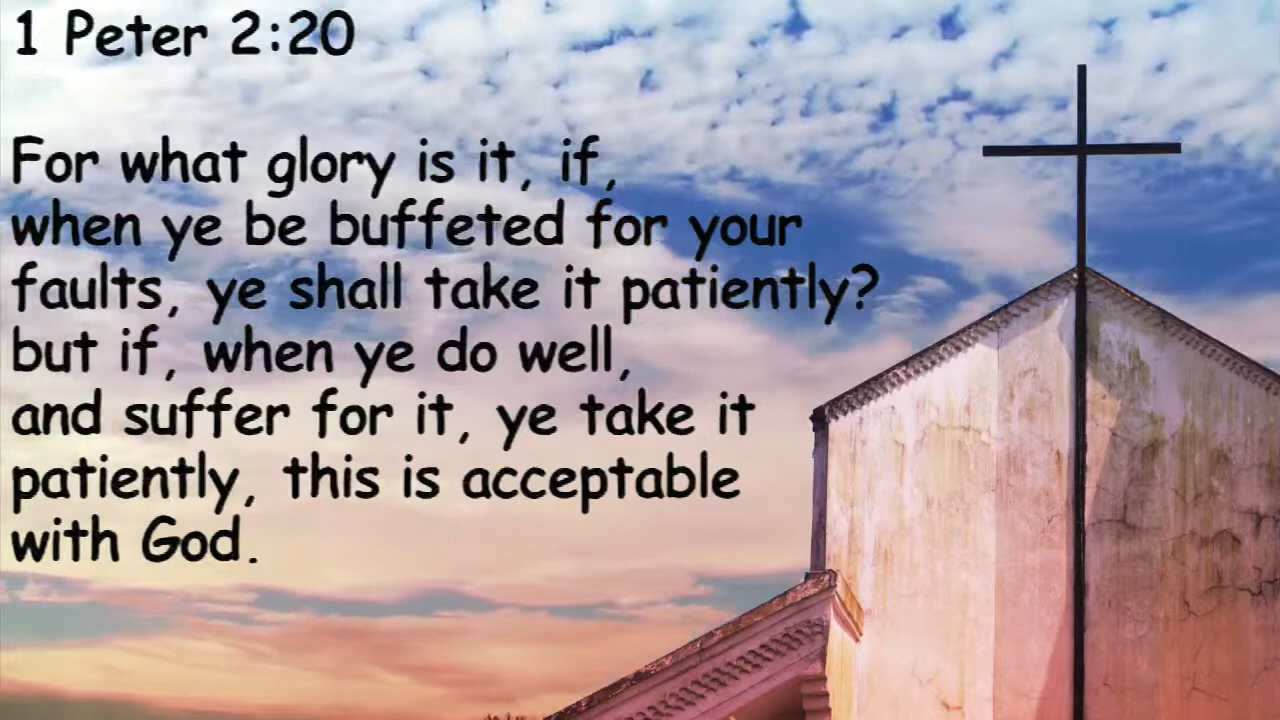 1 Peter 2:20
For what glory is it, if,
when ye be buffeted for your
faults, ye shall take it patiently?
but if, when ye do well,
and suffer for it, ye take it
patiently, this is acceptable
with God.